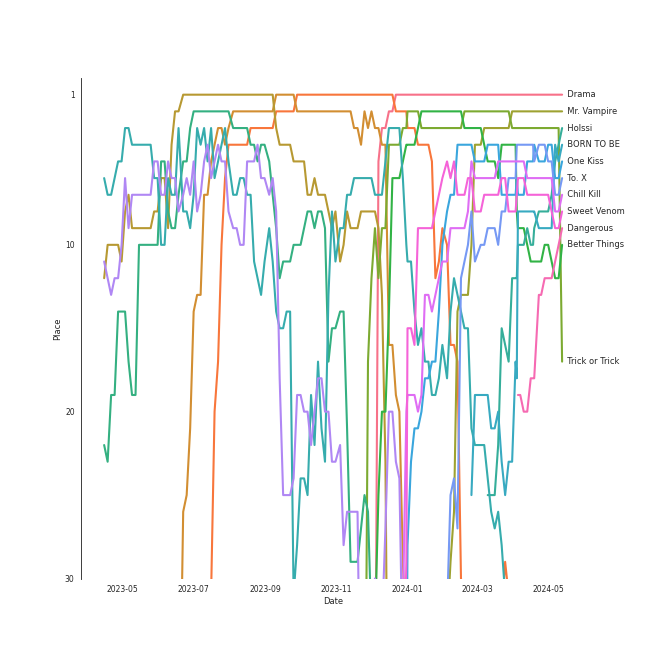 1
10
20
30
Place
2023-05
2023-07
2023-09
2023-11
2024-01
2024-03
2024-05
Date
Drama
Mr. Vampire
Holssi
BORN TO BE
One Kiss
To. X
Chill Kill
Sweet Venom
Dangerous
Better Things
Trick or Trick